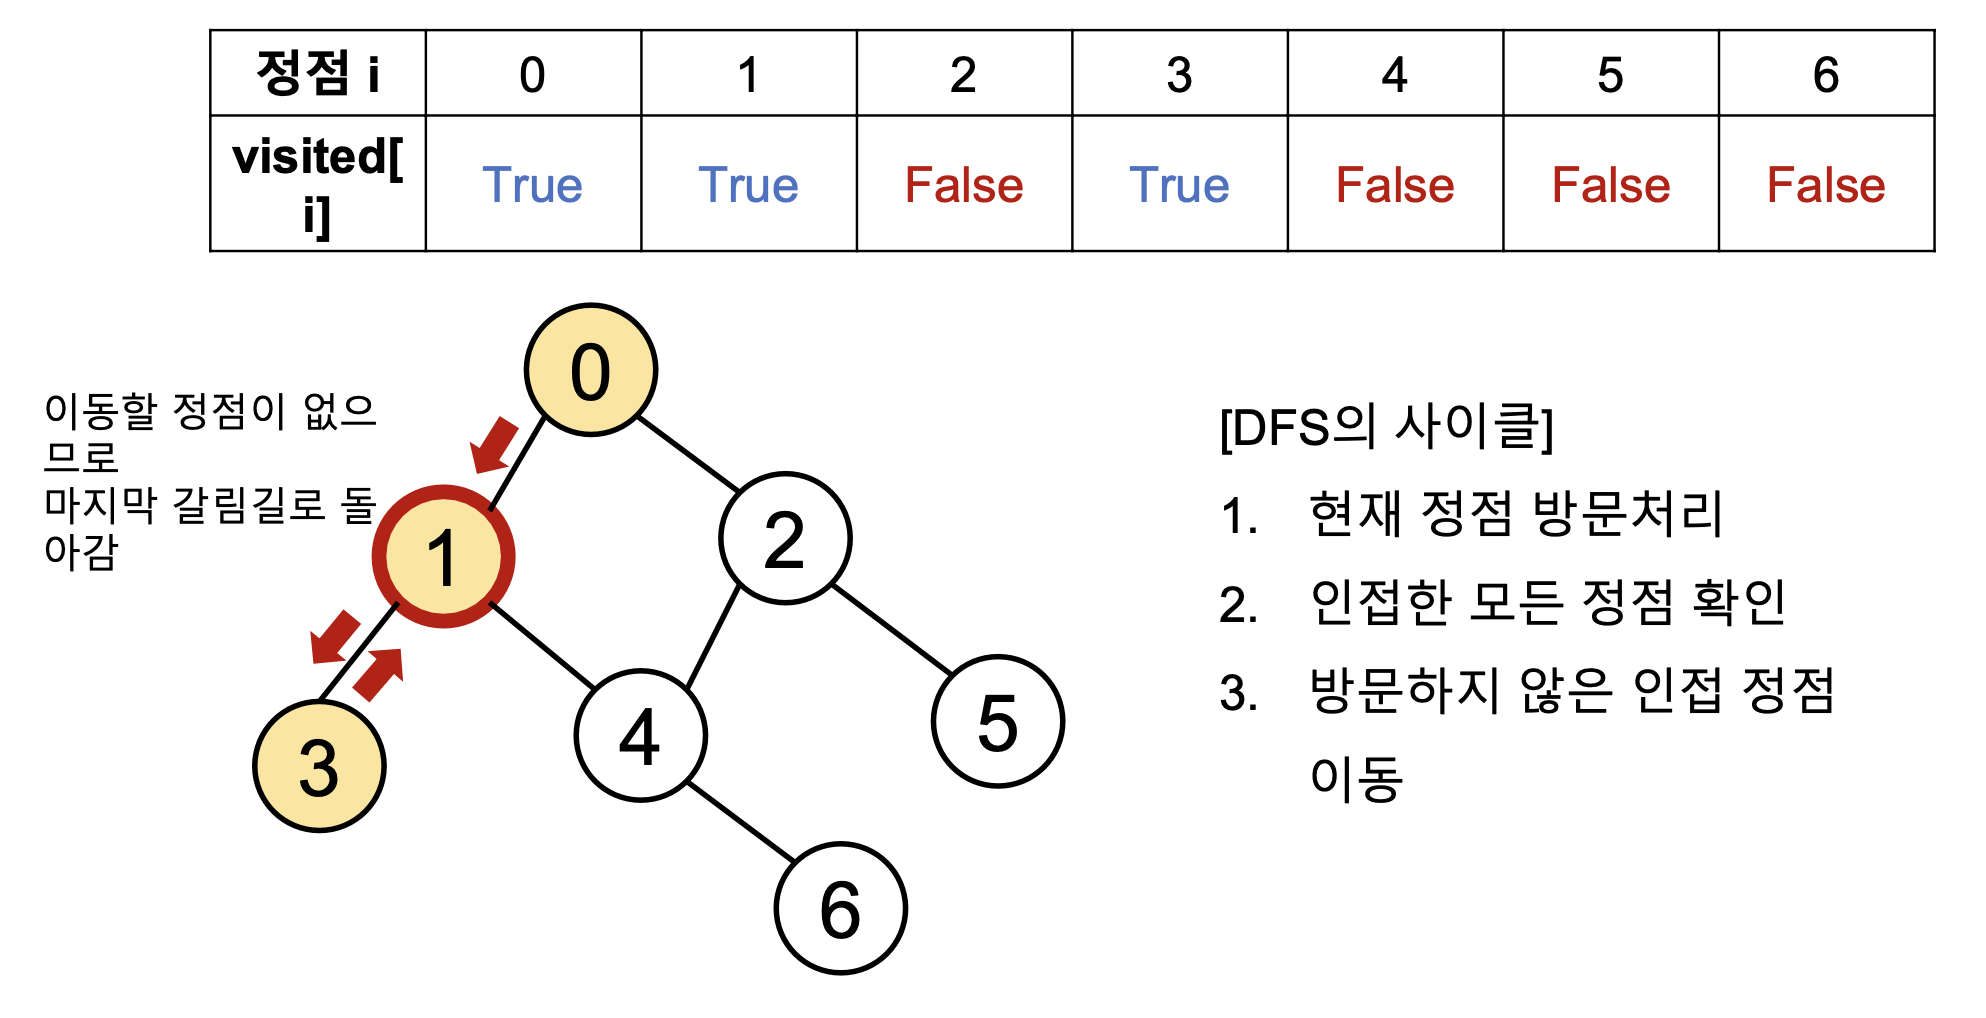 정점 i 0 1 2 3 4 5 6
visited[
i] True True False True False False False
0
이동할 정점이 없으
므로
마지막 갈림길로 돌
아감
1
2
3
4
5
6
[DFS의 사이클]
1. 현재 정점 방문처리
2. 인접한 모든 정점 확인
3. 방문하지 않은 인접 정점
이동